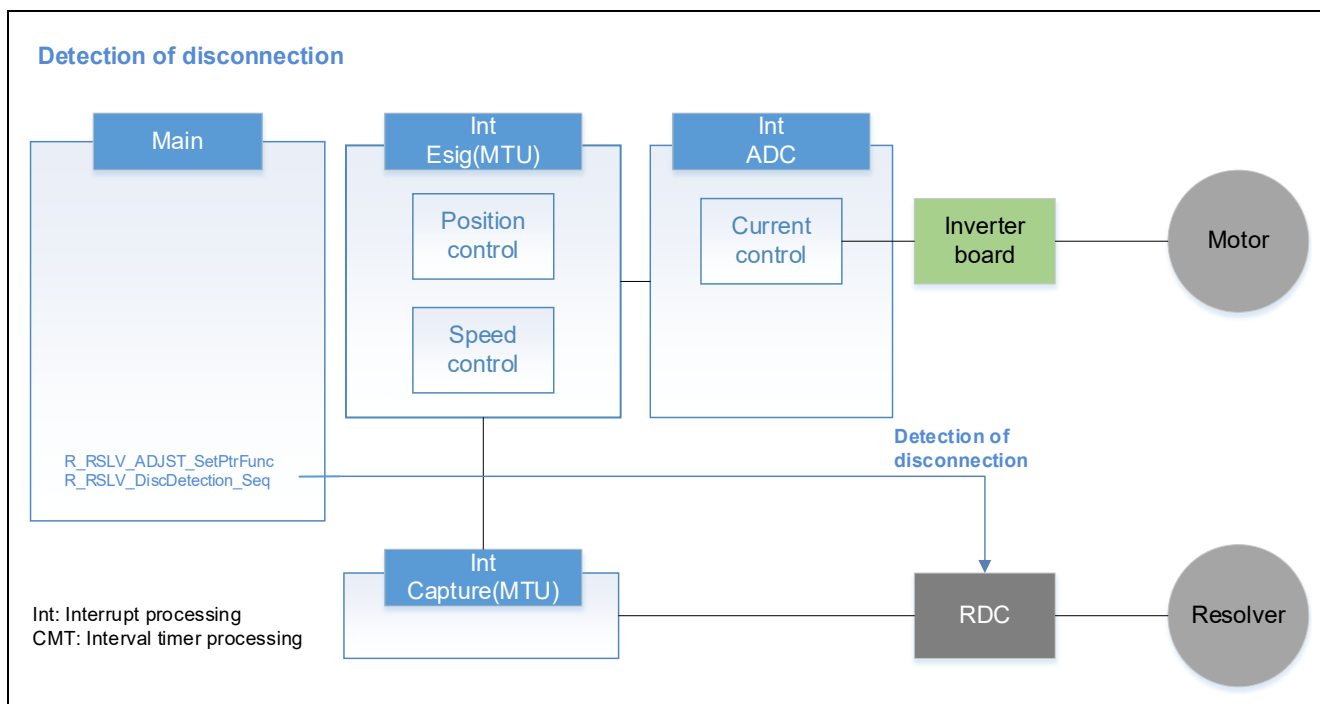 Detection of disconnection
Main
Int
Esig(MTU)
Int
ADC
Position
control
Current
control
Inverter
board
Motor
Speed
control
Detection of
disconnection
R_RSLV_ADJST_SetPtrFunc
R_RSLV_DiscDetection_Seq
Int
Capture(MTU)
RDC
Resolver
Int: Interrupt processing
CMT: Interval timer processing